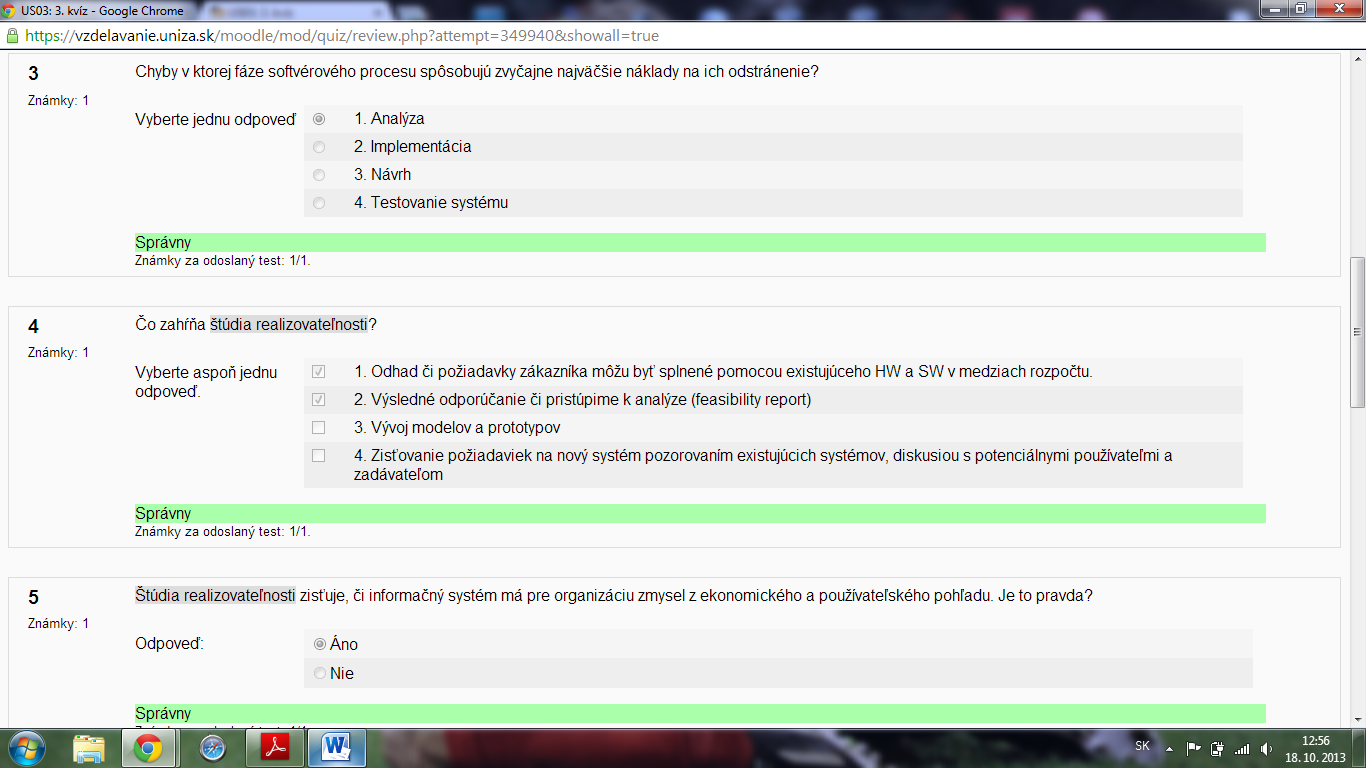 US03: 3. kvíz - Google Chrome
https://vzdelavanie.uniza.sk/moodle/mod/quiz/review.php?attempt=349940&showall=true
3
Známky: 1
Chyby v ktorej fáze softvérového procesu spôsobujú zvyčajne najväčšie náklady na ich odstránenie?
Vyberte jednu odpoveď
1. Analýza
2. Implementácia
3. Návrh
4. Testovanie systému
Správny
Známky za odoslaný test: 1/1.
4
Známky: 1
Čo zahŕňa štúdia realizovateľnosti?
Vyberte aspoň jednu
odpoveď.
1. Odhad či požiadavky zákazníka môžu byť splnené pomocou existujúceho HW a SW v medziach rozpočtu.
2. Výsledné odporúčanie či pristúpime k analýze (feasibility report)
3. Vývoj modelov a prototypov
4. Zisťovanie požiadaviek na nový systém pozorovaním existujúcich systémov, diskusiou s potenciálnymi používateľmi a
zadávateľom
Správny
Známky za odoslaný test: 1/1.
5
Známky: 1
Štúdia realizovateľnosti zisťuje, či informačný systém má pre organizáciu zmysel z ekonomického a používateľského pohľadu. Je to pravda?
Odpoveď:
Áno
Nie
Správny
SK
12:56
18. 10. 2013